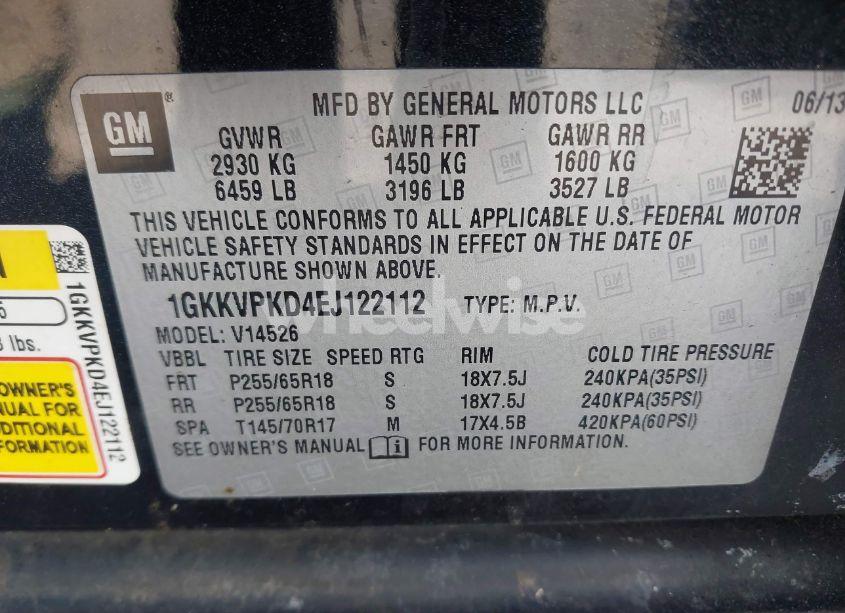 GM ®
MFD BY GENERAL MOTORS LLC 06/13
GVWR GAWR FRT GAWR RR
2930 KG 1450 KG 1600 KG
6459 LB 3196 LB 3527 LB
THIS VEHICLE CONFORMS TO ALL APPLICABLE U.S. FEDERAL MOTOR
VEHICLE SAFETY STANDARDS IN EFFECT ON THE DATE OF
MANUFACTURE SHOWN ABOVE.
1GKKVPKD4EJ122112 TYPE: M.P.V.
MODEL: V14526
VBBL TIRE SIZE SPEED RTG RIM COLD TIRE PRESSURE
FRT P255/65R18 S 18X7.5J 240KPA(35PSI)
RR P255/65R18 S 18X7.5J 240KPA(35PSI)
SPA T145/70R17 M 17X4.5B 420KPA(60PSI)
SEE OWNER'S MANUAL i FOR MORE INFORMATION.
wheelwise
1GKKVPKD4EJ122112
lbs.
OWNER'S
FOR